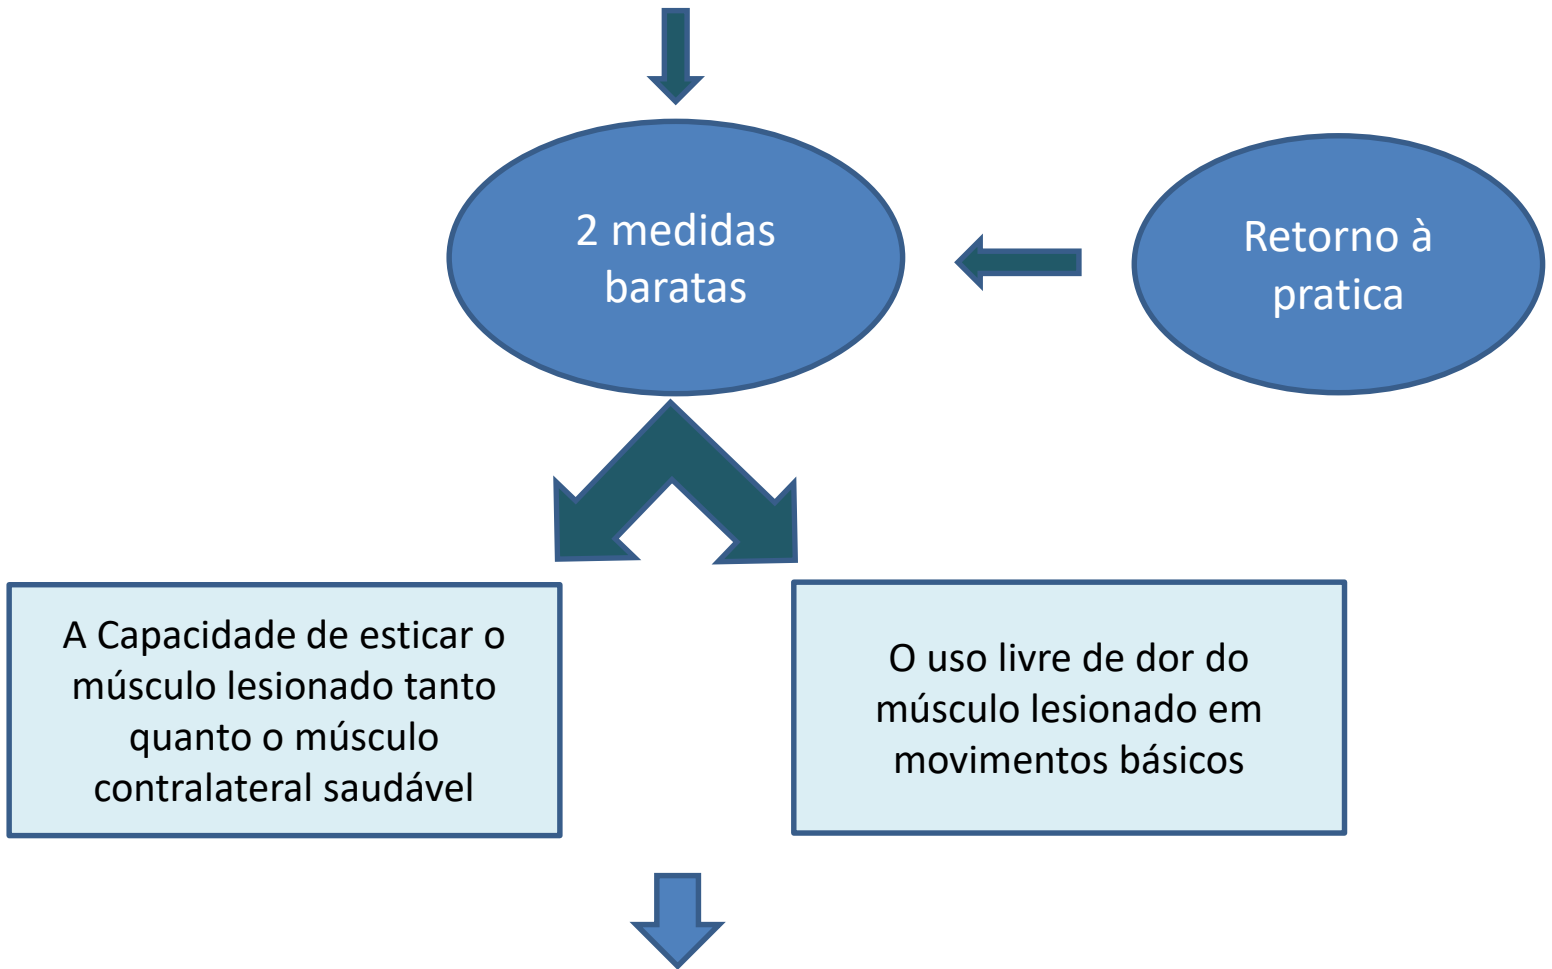 2 medidas
baratas
Retorno à
pratica
A Capacidade de esticar o
músculo lesionado tanto
quanto o músculo
contralateral saudável
O uso livre de dor do
músculo lesionado em
movimentos básicos